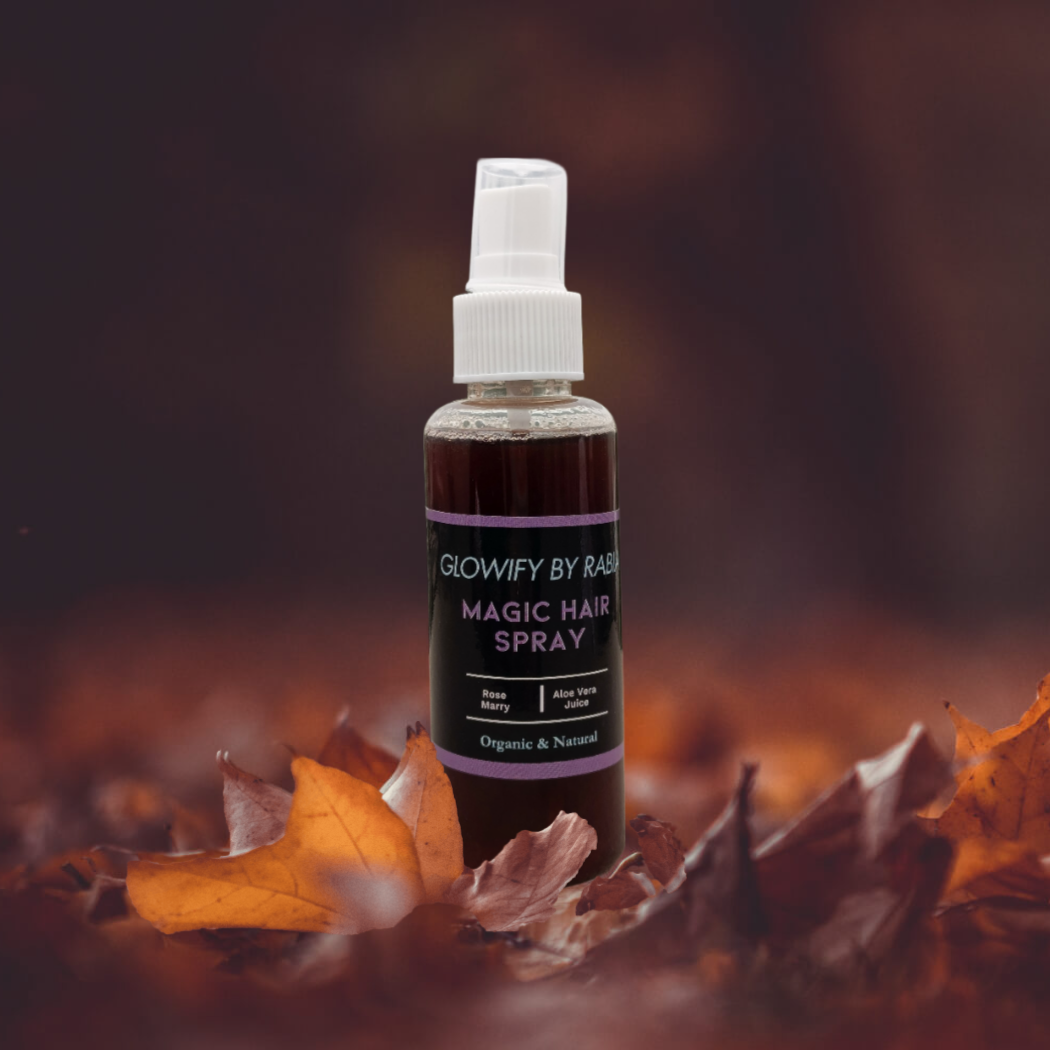 GLOWIFY BY RABIA
MAGIC HAIR
SPRAY
Rose
Marry
Aloe Vera
Juice
Organic & Natural